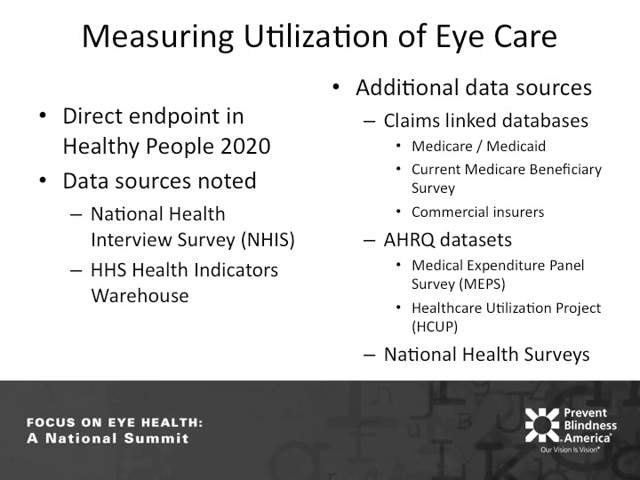 Measuring Utilization of Eye Care
• Direct endpoint in
Healthy People 2020
• Data sources noted
– National Health
Interview Survey (NHIS)
– HHS Health Indicators
Warehouse
• Additional data sources
– Claims linked databases
• Medicare / Medicaid
• Current Medicare Beneficiary
Survey
• Commercial insurers
– AHRQ datasets
• Medical Expenditure Panel
Survey (MEPS)
• Healthcare Utilization Project
(HCUP)
– National Health Surveys
FOCUS ON EYE HEALTH:
A National Summit
Prevent
Blindness
America®
Our Vision Is Vision®